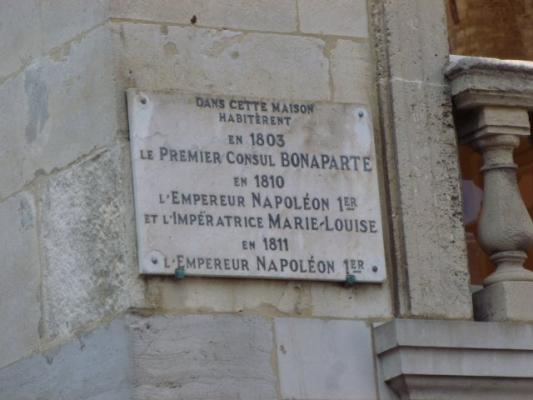 DANS CETTE MAISON
HABITÈRENT
EN 1803
LE PREMIER CONSUL BONAPARTE
EN 1810
L'EMPEREUR NAPOLÉON 1ER
ET L'IMPÉRATRICE MARIE-LOUISE
EN 1811
L'EMPEREUR NAPOLÉON 1ER